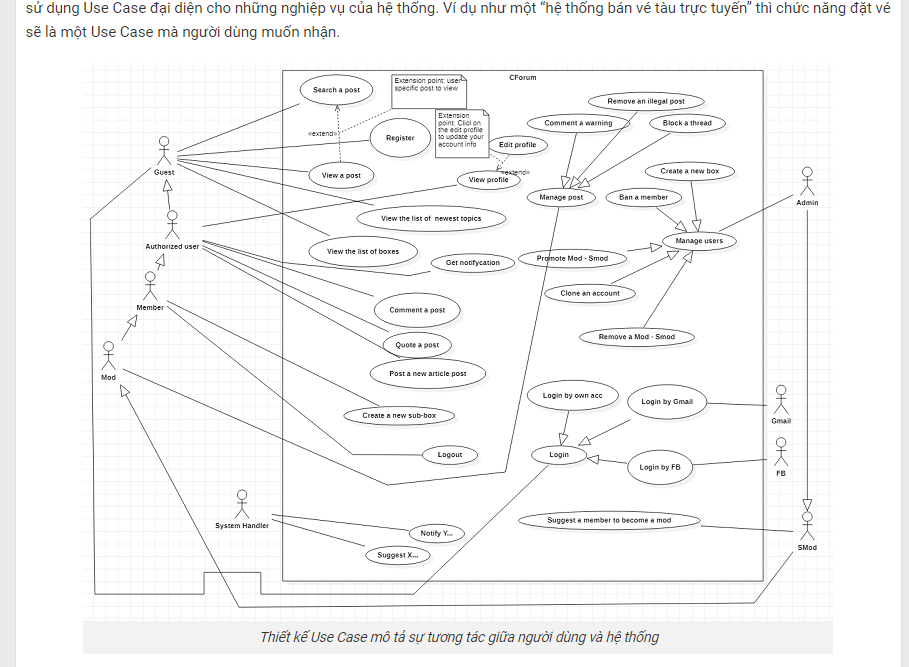 sử dụng Use Case đại diện cho những nghiệp vụ của hệ thống. Ví dụ như một “hệ thống bán vé tàu trực tuyến” thì chức năng đặt vé
sẽ là một Use Case mà người dùng muốn nhận.
CForum
Search a post
Extension point: user
specific post to view
Remove an illegal post
Extension
point: Clicl on
the edit profile
to update your
account info
Comment a warning
Block a thread
«extend»
Register
Edit profile
Guest
View a post
View profile
«extend»
Create a new box
Manage post
Ban a member
Admin
View the list of newest topics
Authorized user
View the list of boxes
Manage users
Get notifycation
Promote Mod - Smod
Clone an account
Member
Comment a post
Remove a Mod - Smod
Quote a post
Mod
Post a new article post
Login by own acc
Login by Gmail
Gmail
Create a new sub-box
Logout
Login
Login by FB
FB
System Handler
Suggest a member to become a mod
Notify Y...
SMod
Suggest X...
Thiết kế Use Case mô tả sự tương tác giữa người dùng và hệ thống